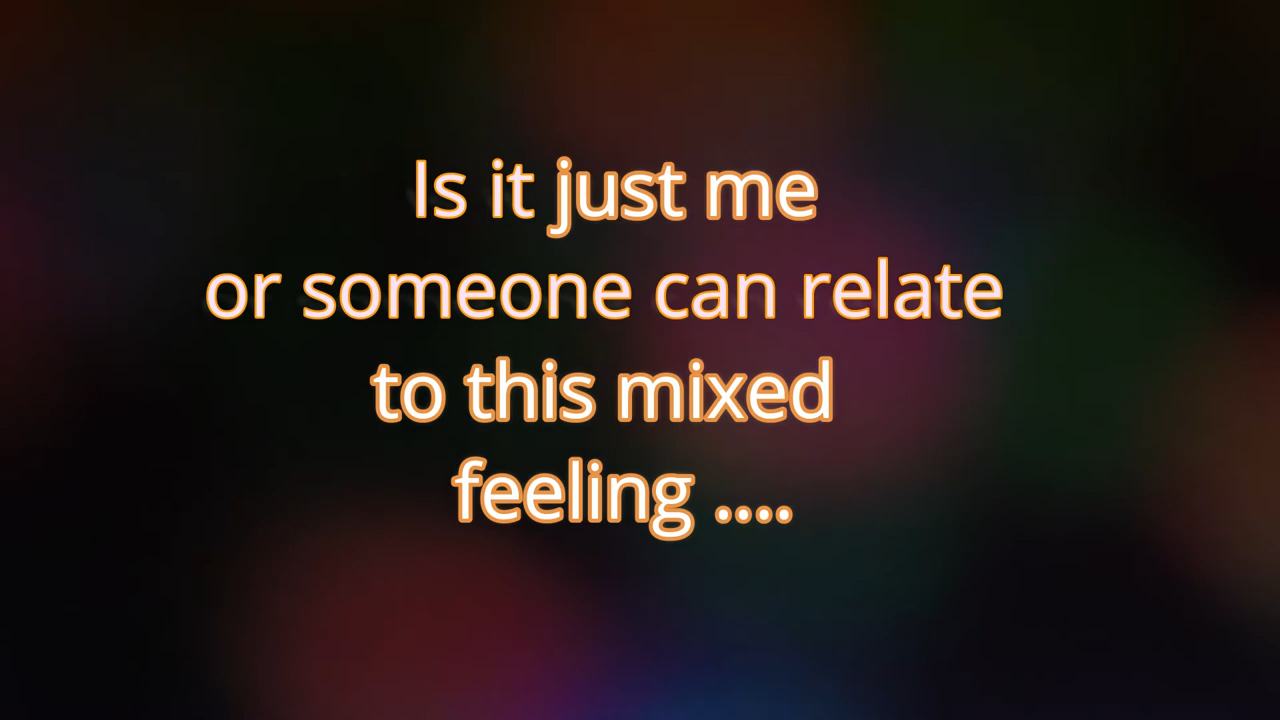 Is it just me
or someone can relate
to this mixed
feeling ....